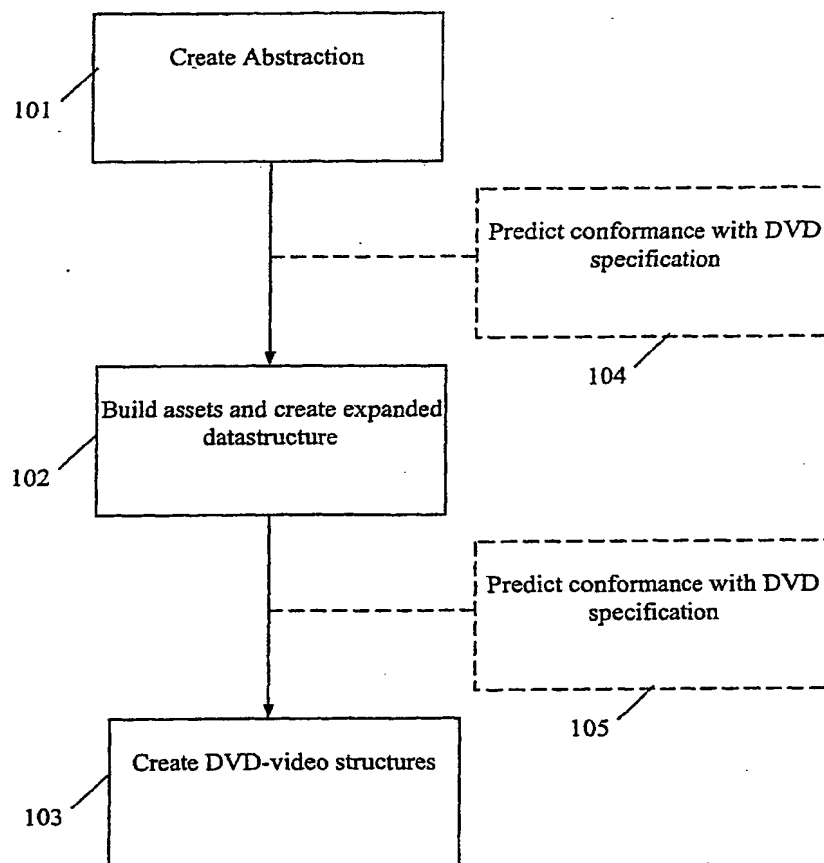 Create Abstraction
101
Predict conformance with DVD
specification
104
Build assets and create expanded
datastructure
102
Predict conformance with DVD
specification
105
Create DVD-video structures
103